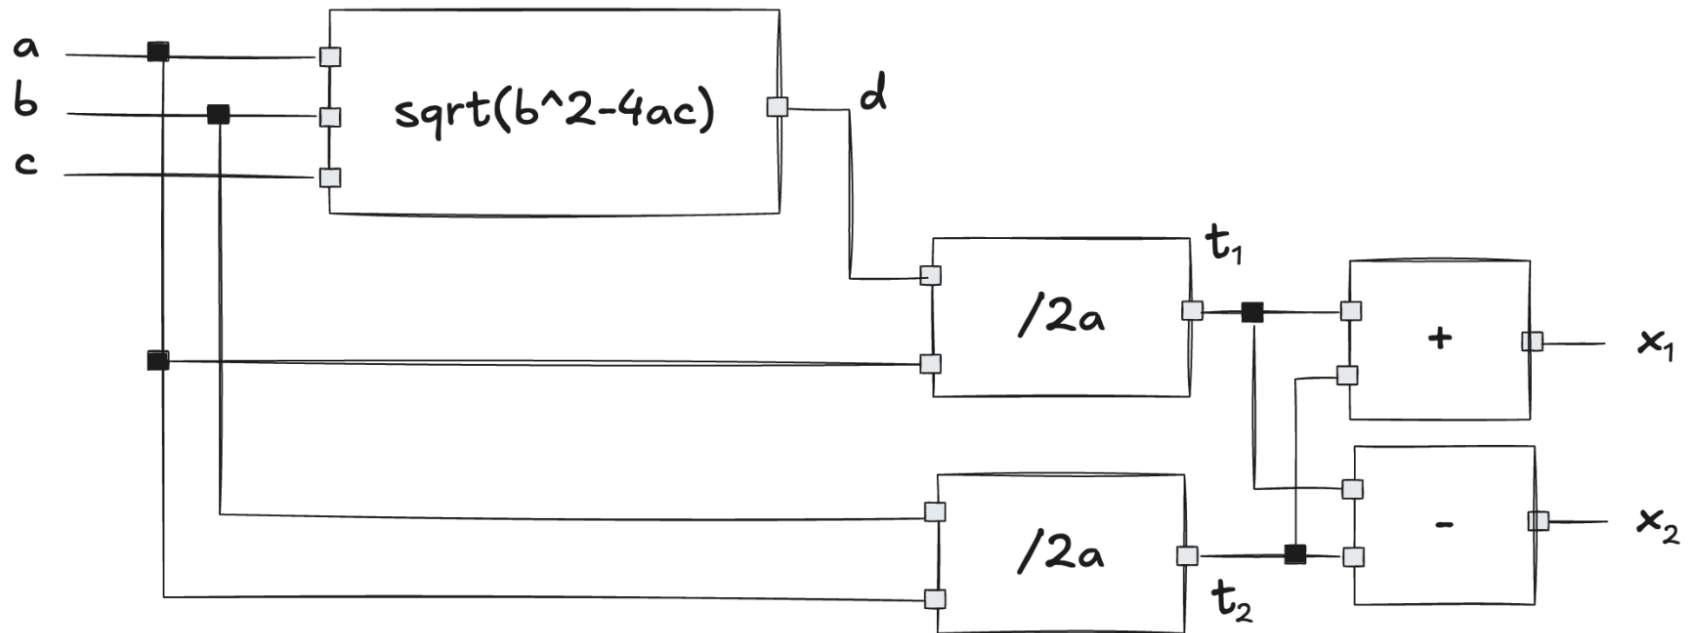 a
b
c
sqrt(b^2-4ac)
d
t₁
/2a
+
x₁
/2a
t₂
-
x₂